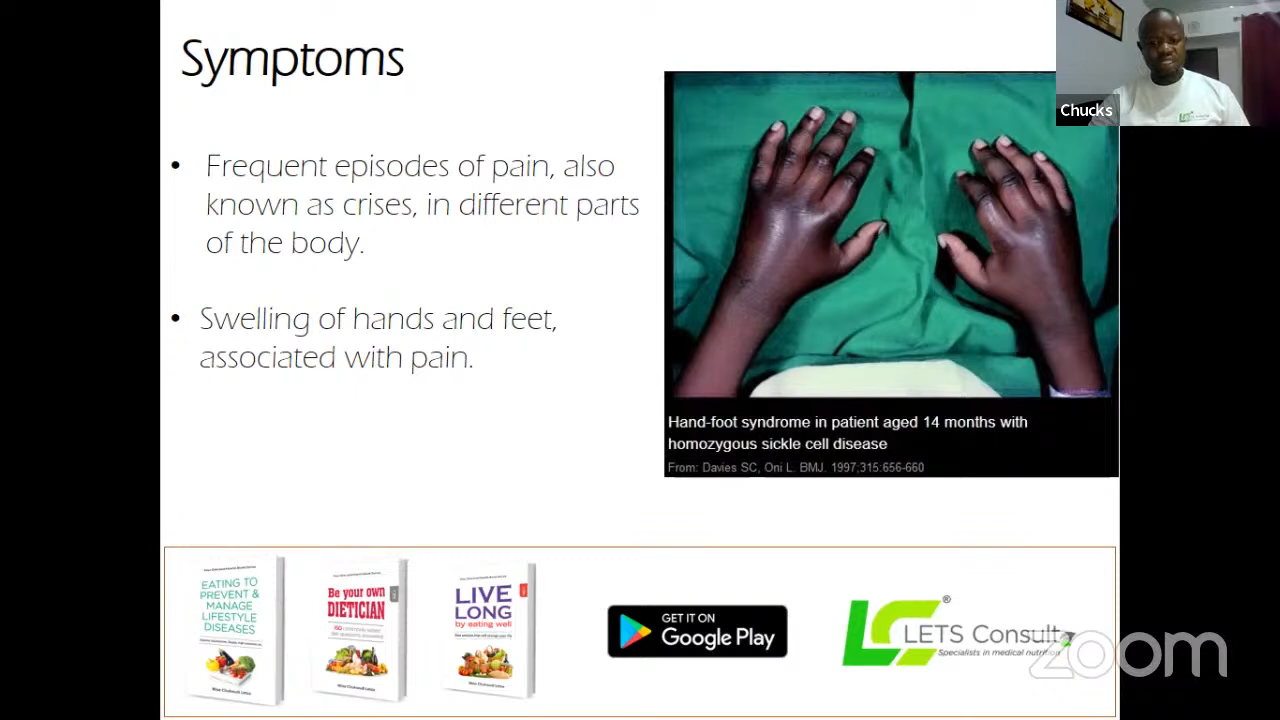 Symptoms
Chucks
• Frequent episodes of pain, also
known as crises, in different parts
of the body.
• Swelling of hands and feet,
associated with pain.
Hand-foot syndrome in patient aged 14 months with
homozygous sickle cell disease
From: Davies SC, Oni L. BMJ. 1997;315:656-660
EATING TO
PREVENT &
MANAGE
LIFESTYLE
DISEASES
Be your own
DIETICIAN
LIVE
LONG
by eating well
GET IT ON
Google Play
LC®
LETS Consult
Specialists in medical nutrition
zoom